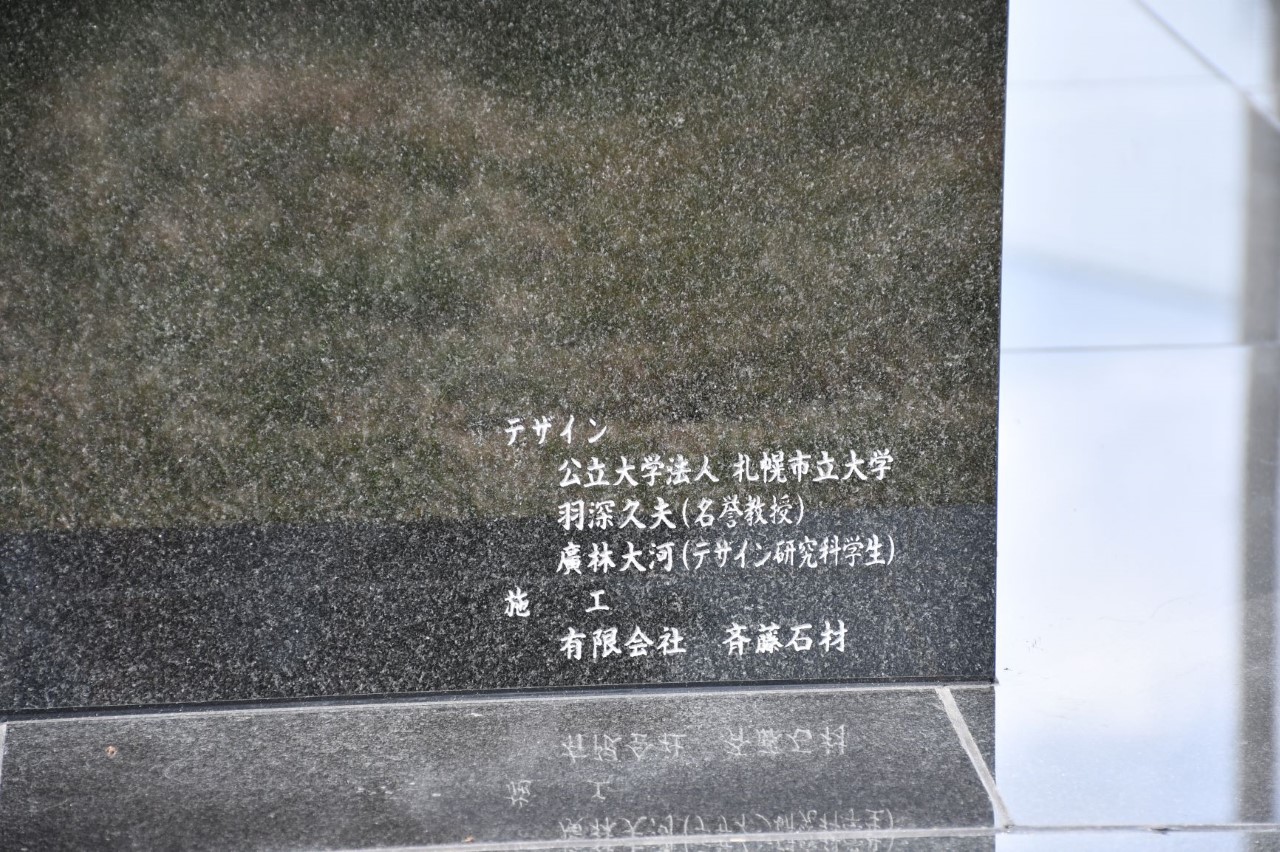 デザイン
公立大学法人 札幌市立大学
羽深久夫(名誉教授)
廣林大河(デザイン研究科学生)
施　工
有限会社　斉藤石材